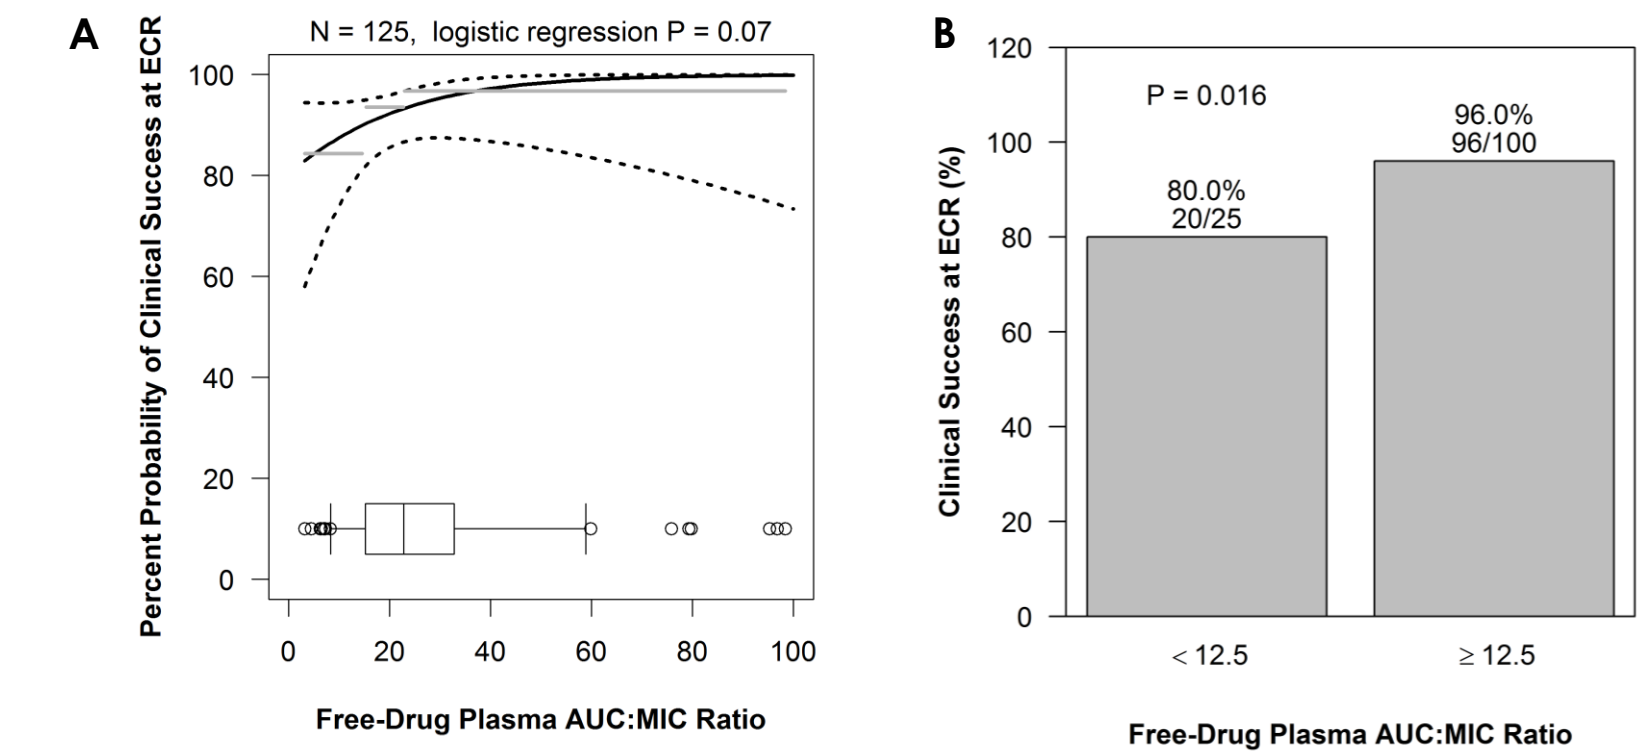 A
N = 125,  logistic regression P = 0.07
Percent Probability of Clinical Success at ECR
100
80
60
40
20
0
0 20 40 60 80 100
Free-Drug Plasma AUC:MIC Ratio
B
Clinical Success at ECR (%)
120
100
80
60
40
20
0
P = 0.016
80.0%
20/25
96.0%
96/100
< 12.5 ≥ 12.5
Free-Drug Plasma AUC:MIC Ratio